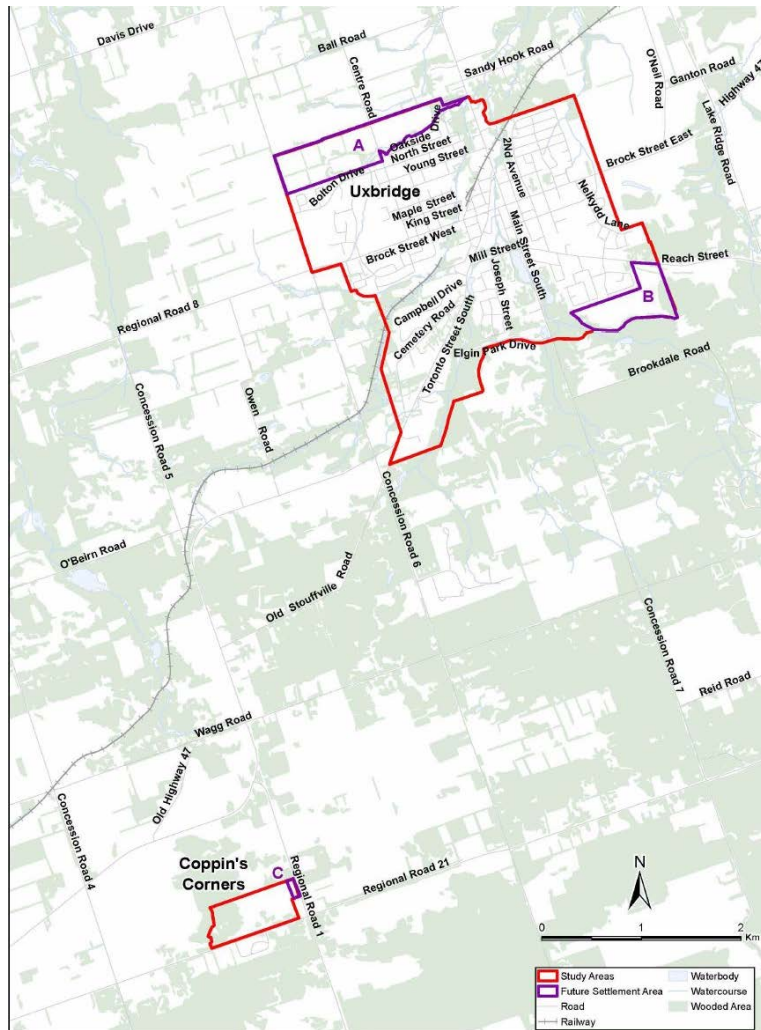 Davis Drive
Ball Road
Centre Road
Sandy Hook Road
O'Neil Road
Ganton Road
Highway 47
Lake Ridge Road
A
Oakside Drive
North Street
Young Street
2Nd Avenue
Brock Street East
Bolton Drive
Uxbridge
Nelkydd Lane
Maple Street
King Street
Brock Street West
Mill Street
Main Street South
Reach Street
Joseph Street
B
Campbell Drive
Cemetery Road
Toronto Street South
Elgin Park Drive
Brookdale Road
Regional Road 8
Concession Road 5
Owen Road
Concession Road 6
O'Beirn Road
Old Stouffville Road
Concession Road 7
Reid Road
Wagg Road
Old Highway 47
Concession Road 4
Coppin's
Corners
C
Regional Road 1
Regional Road 21
N
0 1 2
Km
Study Areas
Future Settlement Area
Road
Railway
Waterbody
Watercourse
Wooded Area